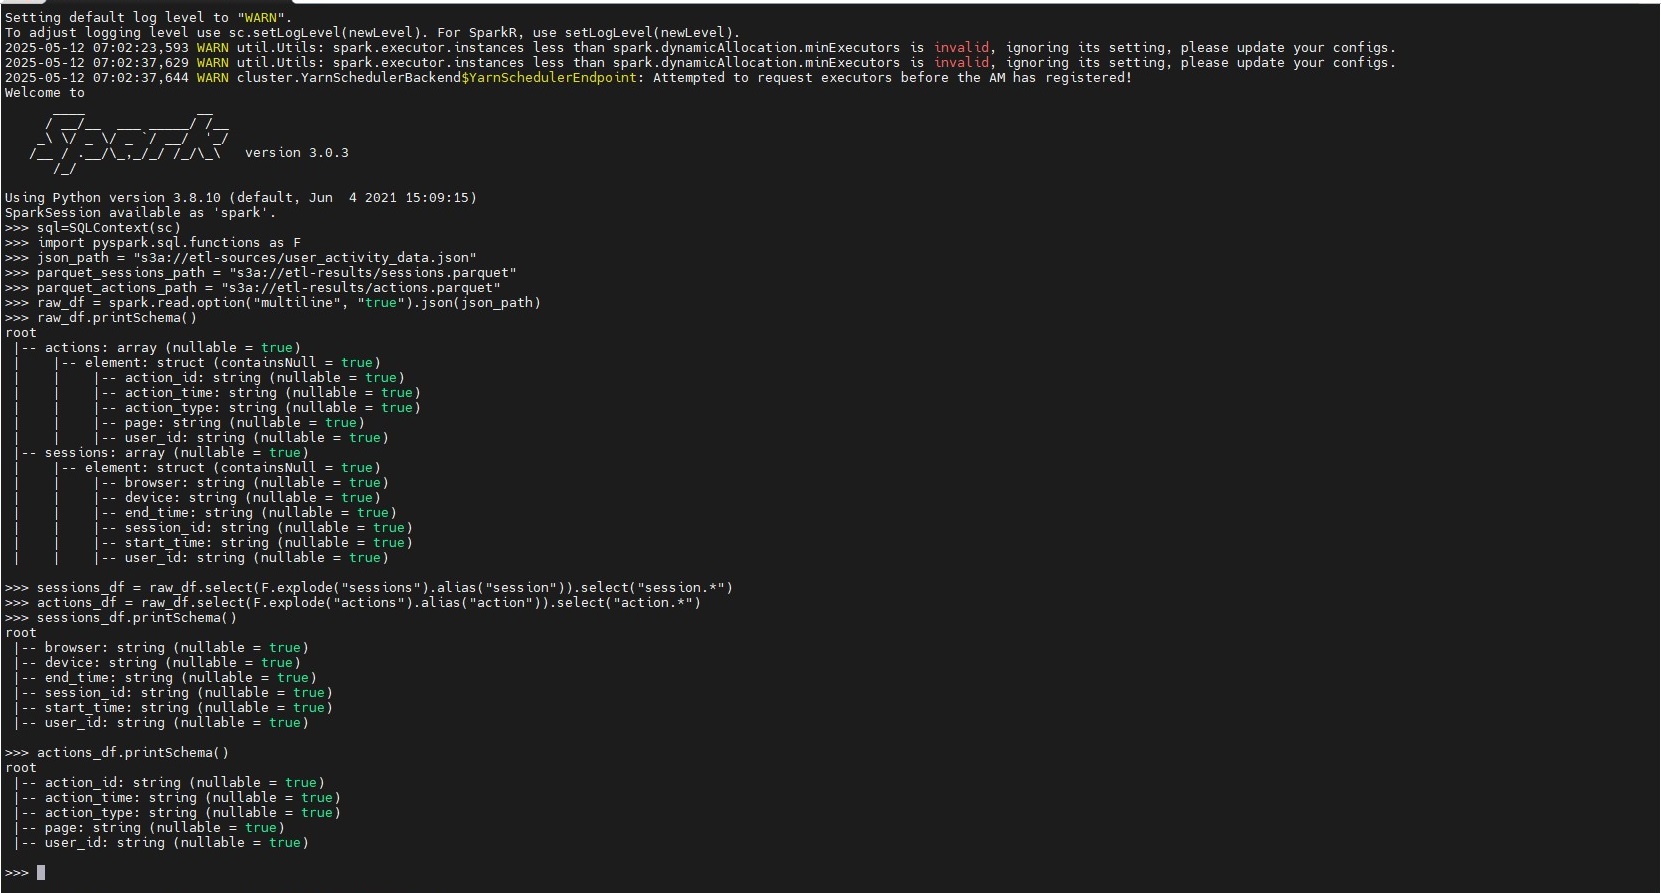 Setting default log level to "WARN".
To adjust logging level use sc.setLogLevel(newLevel). For SparkR, use setLogLevel(newLevel).
2025-05-12 07:02:23,593 WARN util.Utils: spark.executor.instances less than spark.dynamicAllocation.minExecutors is invalid, ignoring its setting, please update your configs.
2025-05-12 07:02:37,629 WARN util.Utils: spark.executor.instances less than spark.dynamicAllocation.minExecutors is invalid, ignoring its setting, please update your configs.
2025-05-12 07:02:37,644 WARN cluster.YarnSchedulerBackend$YarnSchedulerEndpoint: Attempted to request executors before the AM has registered!
Welcome to
      ____              __
     / __/__  ___ _____/ /__
    _\ \/ _ \/ _ `/ __/  '_/
   /__ / .__/\_,_/_/ /_/\_\   version 3.0.3
      /_/

Using Python version 3.8.10 (default, Jun  4 2021 15:09:15)
SparkSession available as 'spark'.
>>> sql=SQLContext(sc)
>>> import pyspark.sql.functions as F
>>> json_path = "s3a://etl-sources/user_activity_data.json"
>>> parquet_sessions_path = "s3a://etl-results/sessions.parquet"
>>> parquet_actions_path = "s3a://etl-results/actions.parquet"
>>> raw_df = spark.read.option("multiline", "true").json(json_path)
>>> raw_df.printSchema()
root
 |-- actions: array (nullable = true)
 |    |-- element: struct (containsNull = true)
 |    |    |-- action_id: string (nullable = true)
 |    |    |-- action_time: string (nullable = true)
 |    |    |-- action_type: string (nullable = true)
 |    |    |-- page: string (nullable = true)
 |    |    |-- user_id: string (nullable = true)
 |-- sessions: array (nullable = true)
 |    |-- element: struct (containsNull = true)
 |    |    |-- browser: string (nullable = true)
 |    |    |-- device: string (nullable = true)
 |    |    |-- end_time: string (nullable = true)
 |    |    |-- session_id: string (nullable = true)
 |    |    |-- start_time: string (nullable = true)
 |    |    |-- user_id: string (nullable = true)

>>> sessions_df = raw_df.select(F.explode("sessions").alias("session")).select("session.*")
>>> actions_df = raw_df.select(F.explode("actions").alias("action")).select("action.*")
>>> sessions_df.printSchema()
root
 |-- browser: string (nullable = true)
 |-- device: string (nullable = true)
 |-- end_time: string (nullable = true)
 |-- session_id: string (nullable = true)
 |-- start_time: string (nullable = true)
 |-- user_id: string (nullable = true)

>>> actions_df.printSchema()
root
 |-- action_id: string (nullable = true)
 |-- action_time: string (nullable = true)
 |-- action_type: string (nullable = true)
 |-- page: string (nullable = true)
 |-- user_id: string (nullable = true)

>>>